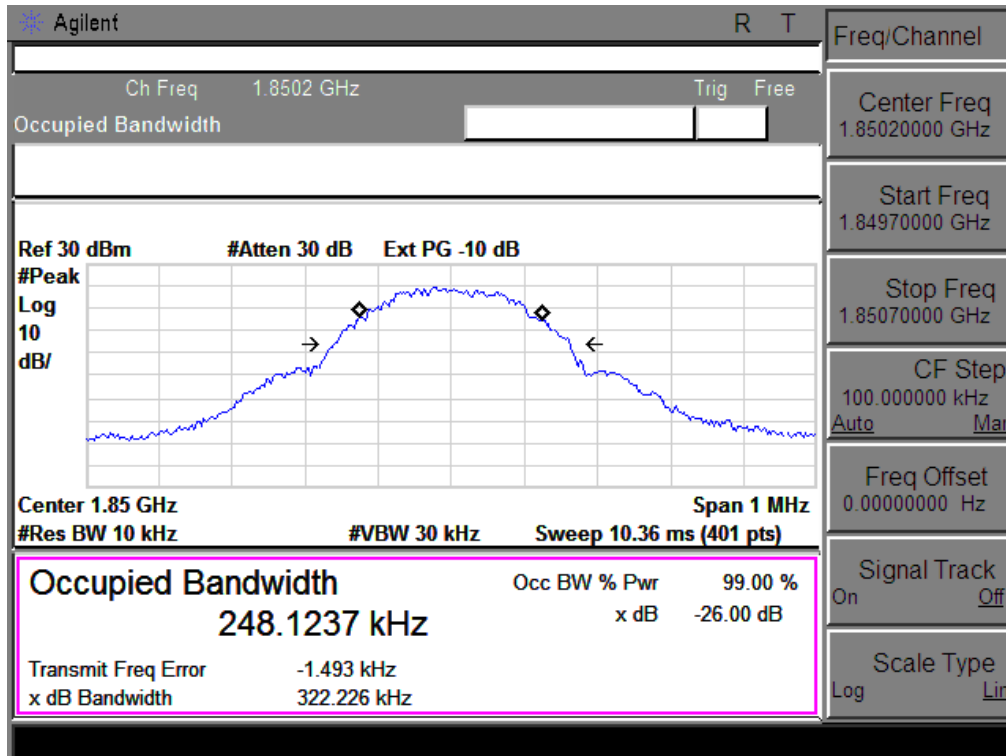 Agilent R T
Ch Freq 1.8502 GHz Trig Free
Occupied Bandwidth
Ref 30 dBm #Atten 30 dB Ext PG -10 dB
#Peak
Log
10
dB/
Center 1.85 GHz Span 1 MHz
#Res BW 10 kHz #VBW 30 kHz Sweep 10.36 ms (401 pts)
Occupied Bandwidth
248.1237 kHz
Occ BW % Pwr 99.00 %
x dB -26.00 dB
Transmit Freq Error -1.493 kHz
x dB Bandwidth 322.226 kHz
Freq/Channel
Center Freq
1.85020000 GHz
Start Freq
1.84970000 GHz
Stop Freq
1.85070000 GHz
CF Step
100.000000 kHz
Auto Man
Freq Offset
0.00000000 Hz
Signal Track
On Off
Scale Type
Log Lin